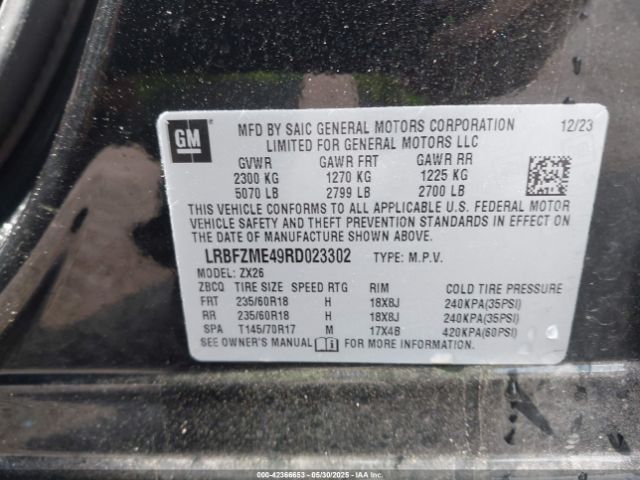 GM
MFD BY SAIC GENERAL MOTORS CORPORATION 12/23
LIMITED FOR GENERAL MOTORS LLC
GVWR GAWR FRT GAWR RR
2300 KG 1270 KG 1225 KG
5070 LB 2799 LB 2700 LB
THIS VEHICLE CONFORMS TO ALL APPLICABLE U.S. FEDERAL MOTOR
VEHICLE SAFETY AND THEFT PREVENTION STANDARDS IN EFFECT ON
THE DATE OF MANUFACTURE SHOWN ABOVE.
LRBFZME49RD023302 TYPE: M.P.V.
MODEL: ZX26
ZBCQ TIRE SIZE SPEED RTG RIM COLD TIRE PRESSURE
FRT 235/60R18 H 18X8J 240KPA(35PSI)
RR 235/60R18 H 18X8J 240KPA(35PSI)
SPA T145/70R17 M 17X4B 420KPA(60PSI)
SEE OWNER'S MANUAL FOR MORE INFORMATION.
000-42366653 - 05/30/2025 - IAAI.com